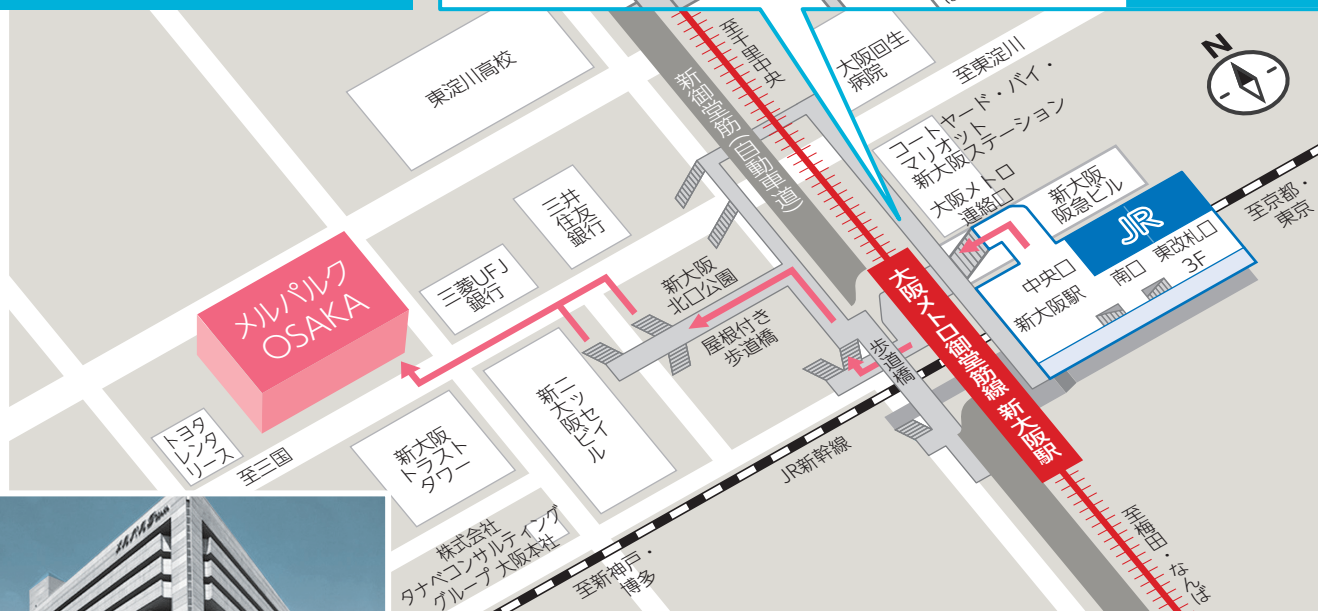 東淀川高校
至千里中央
新御堂筋(自動車道)
大阪回生
病院
至東淀川
N
コートヤード・バイ・
マリオット
新大阪ステーション
大阪メトロ
連絡口
新大阪
阪急ビル
JR
至京都・
東京
中央口
南口
東改札口
3F
新大阪駅
三井
住友
銀行
三菱UFJ
銀行
新大阪
北口公園
屋根付き
歩道橋
歩道橋
大阪メトロ御堂筋線 新大阪駅
メルパルク
OSAKA
新大阪
ニッセイ
ビル
トヨタ
レンタ
リース
至三国
新大阪
トラスト
タワー
JR新幹線
株式会社
タナベコンサルティング
グループ 大阪本社
至新神戸・
博多
至梅田・なんば